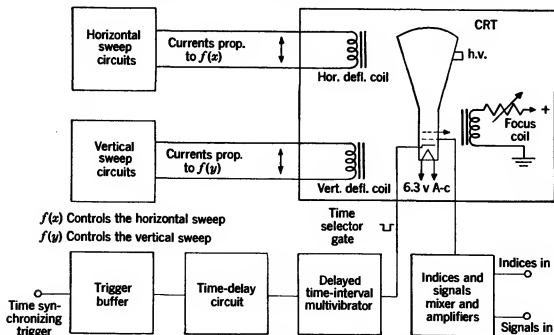 Horizontal
sweep
circuits
Currents prop.
to f(x)
Hor. defl. coil
CRT
h.v.
+
Focus
coil
Vertical
sweep
circuits
Currents prop.
to f(y)
Vert. defl. coil
6.3 v A-c
f(x) Controls the horizontal sweep
f(y) Controls the vertical sweep
Time
selector
gate
Time syn-
chronizing
trigger
Trigger
buffer
Time-delay
circuit
Delayed
time-interval
multivibrator
Indices and
signals
mixer and
amplifiers
Indices in
Signals in